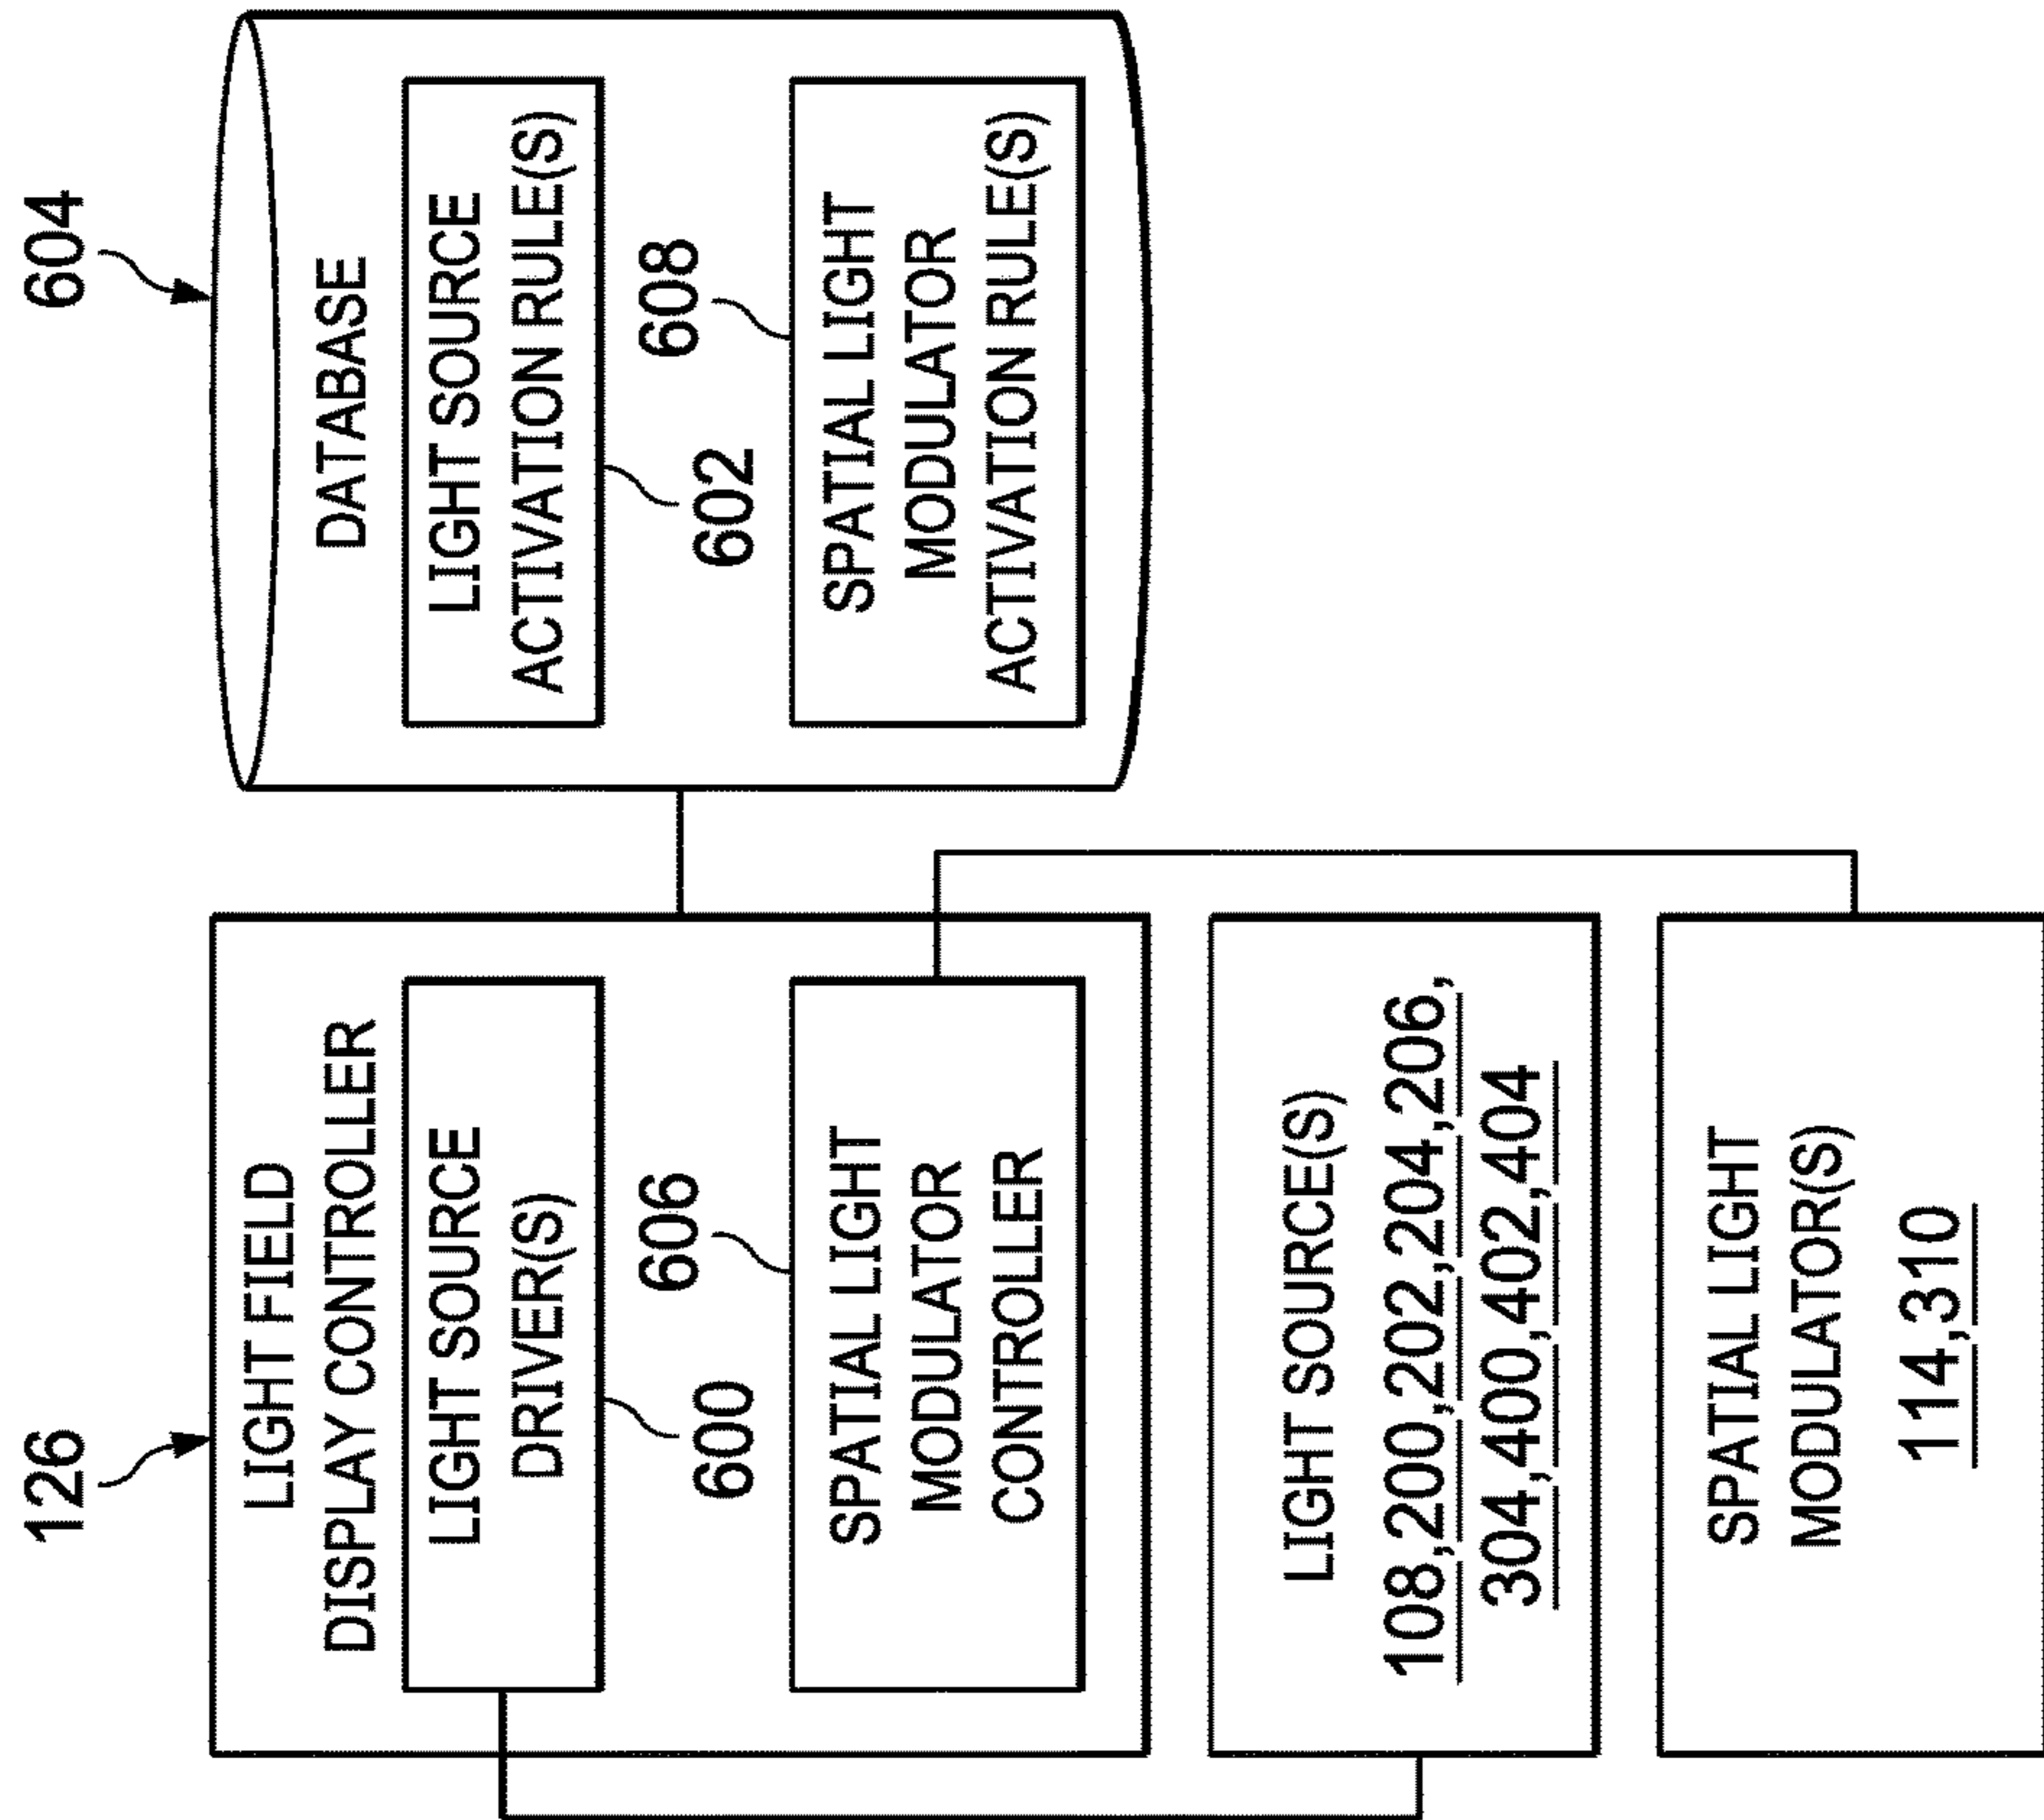 126
LIGHT FIELD
DISPLAY CONTROLLER
LIGHT SOURCE
DRIVER(S)
600
606
SPATIAL LIGHT
MODULATOR
CONTROLLER
LIGHT SOURCE(S)
108,200,202,204,206,
304,400,402,404
SPATIAL LIGHT
MODULATOR(S)
114,310
604
DATABASE
LIGHT SOURCE
ACTIVATION RULE(S)
602
608
SPATIAL LIGHT
MODULATOR
ACTIVATION RULE(S)